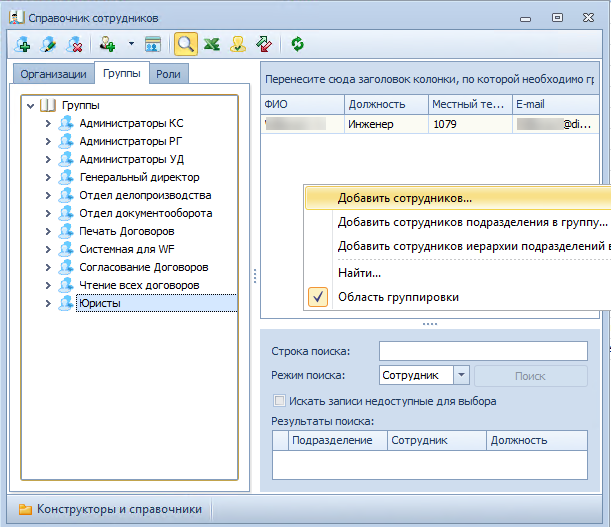 Справочник сотрудников
Организации Группы Роли
Группы
Администраторы КС
Администраторы РГ
Администраторы УД
Генеральный директор
Отдел делопроизводства
Отдел документооборота
Печать Договоров
Системная для WF
Согласование Договоров
Чтение всех договоров
Юристы
Перенесите сюда заголовок колонки, по которой необходимо гр
ФИО Должность Местный те... E-mail
Инженер 1079 @di...
Добавить сотрудников...
Добавить сотрудников подразделения в группу...
Добавить сотрудников иерархии подразделений в
Найти...
Область группировки
Строка поиска:
Режим поиска: Сотрудник Поиск
Искать записи недоступные для выбора
Результаты поиска:
Подразделение Сотрудник Должность
Конструкторы и справочники